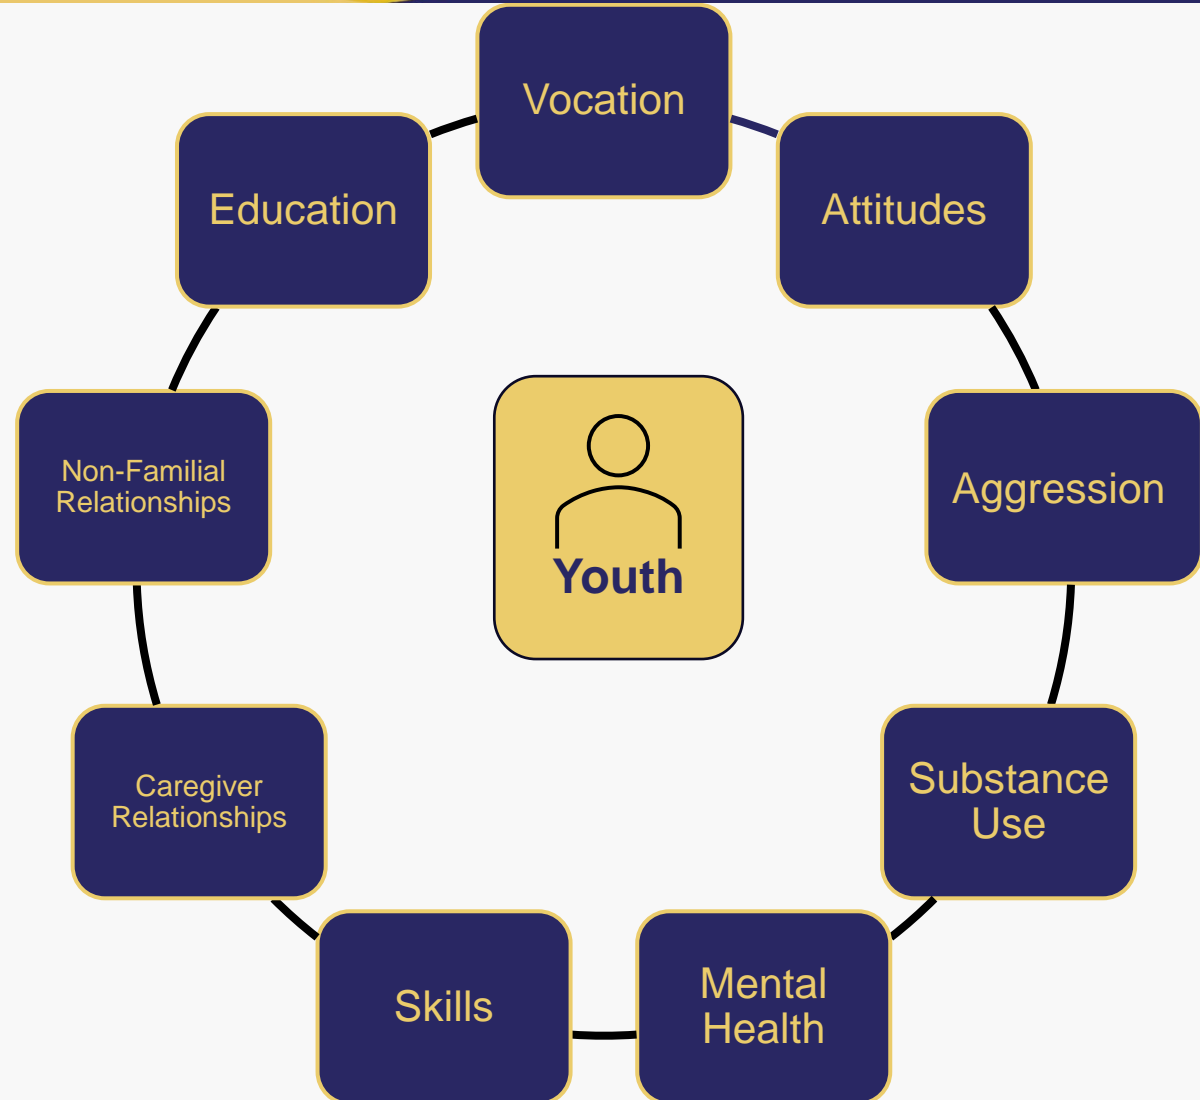 Vocation
Education
Attitudes
Non-Familial
Relationships
Aggression
Youth
Caregiver
Relationships
Substance
Use
Skills
Mental
Health